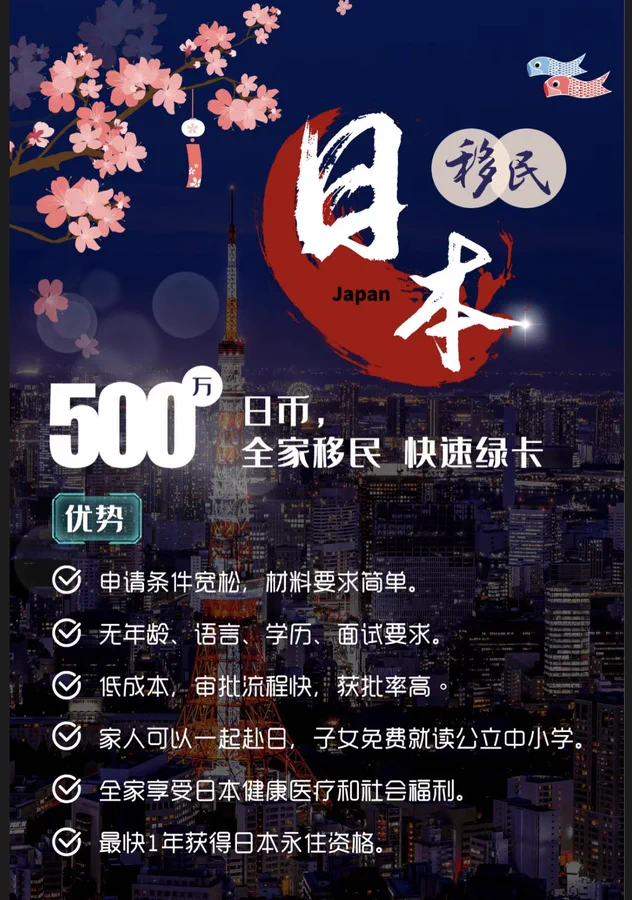 日本
移民
Japan
500万
日币，
全家移民 快速绿卡
优势
申请条件宽松，材料要求简单。
无年龄、语言、学历、面试要求。
低成本，审批流程快，获批率高。
家人可以一起赴日，子女免费就读公立中小学。
全家享受日本健康医疗和社会福利。
最快1年获得日本永住资格。